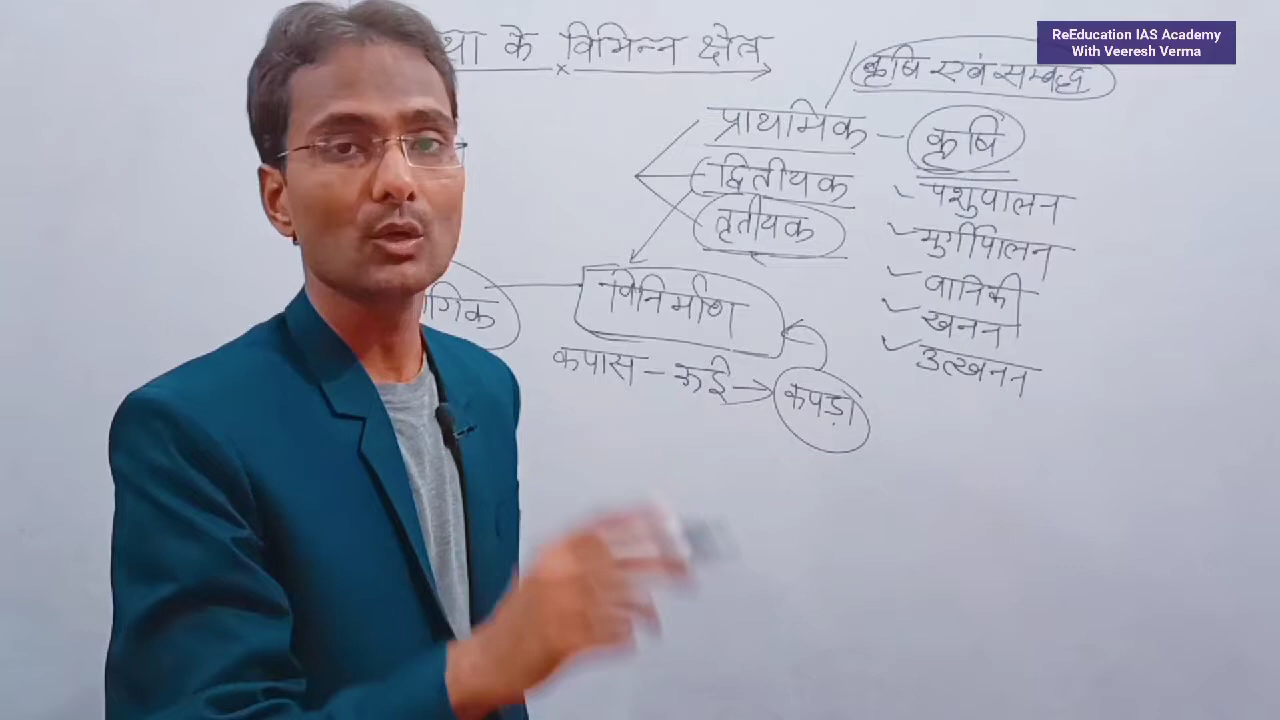 ReEducation IAS Academy
With Veeresh Verma
के विभिन्न क्षेत्र
कृषि एवं सम्बद्ध
प्राथमिक - कृषि
द्वितीयक
तृतीयक
पशुपालन
मुर्गीपालन
वानिकी
खनन
उत्खनन
विनिर्माण
कपास - रूई → कपड़ा